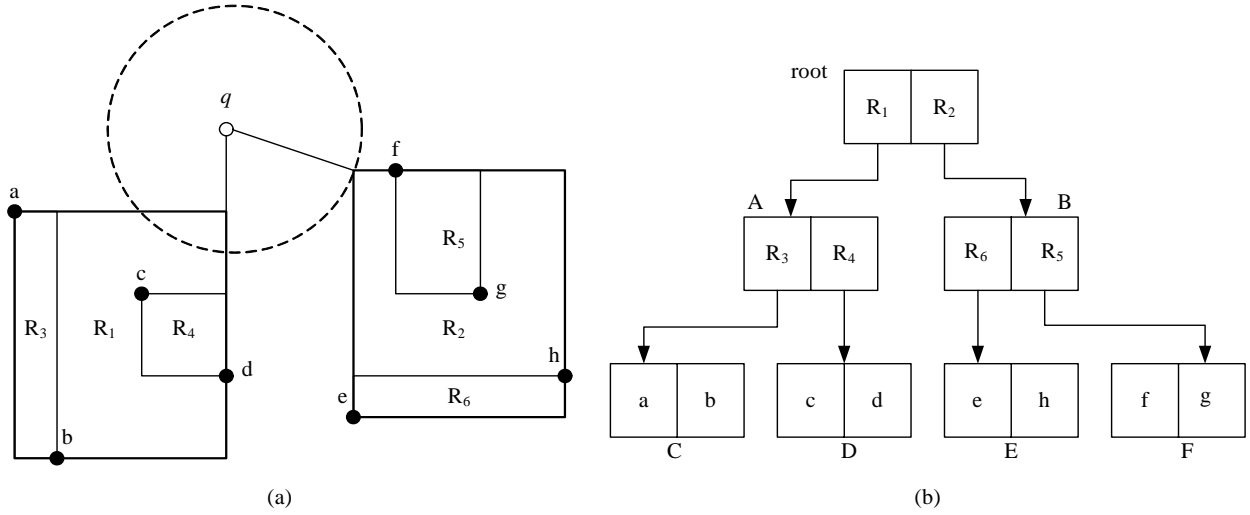 q
f
a
R₅
c
g
R₃
R₁
R₄
R₂
h
d
e
R₆
b
(a)
root
R₁ R₂
A B
R₃ R₄ R₆ R₅
a b c d e h f g
C D E F
(b)